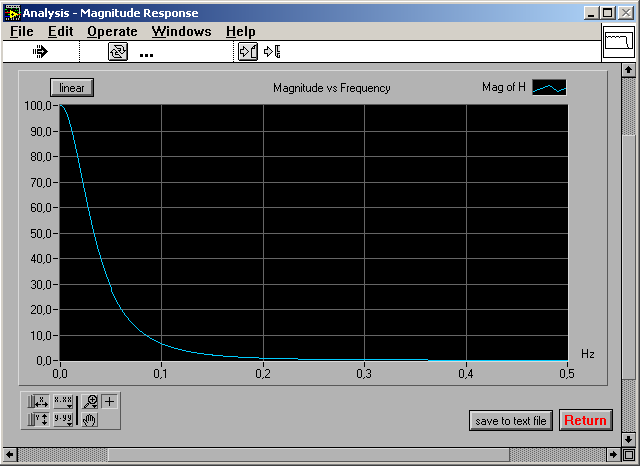 Analysis - Magnitude Response
File Edit Operate Windows Help
...
linear
Magnitude vs Frequency
Mag of H
100,0
90,0
80,0
70,0
60,0
50,0
40,0
30,0
20,0
10,0
0,0
0,0 0,1 0,2 0,3 0,4 0,5
Hz
X x.xx
Y y.yy
save to text file
Return